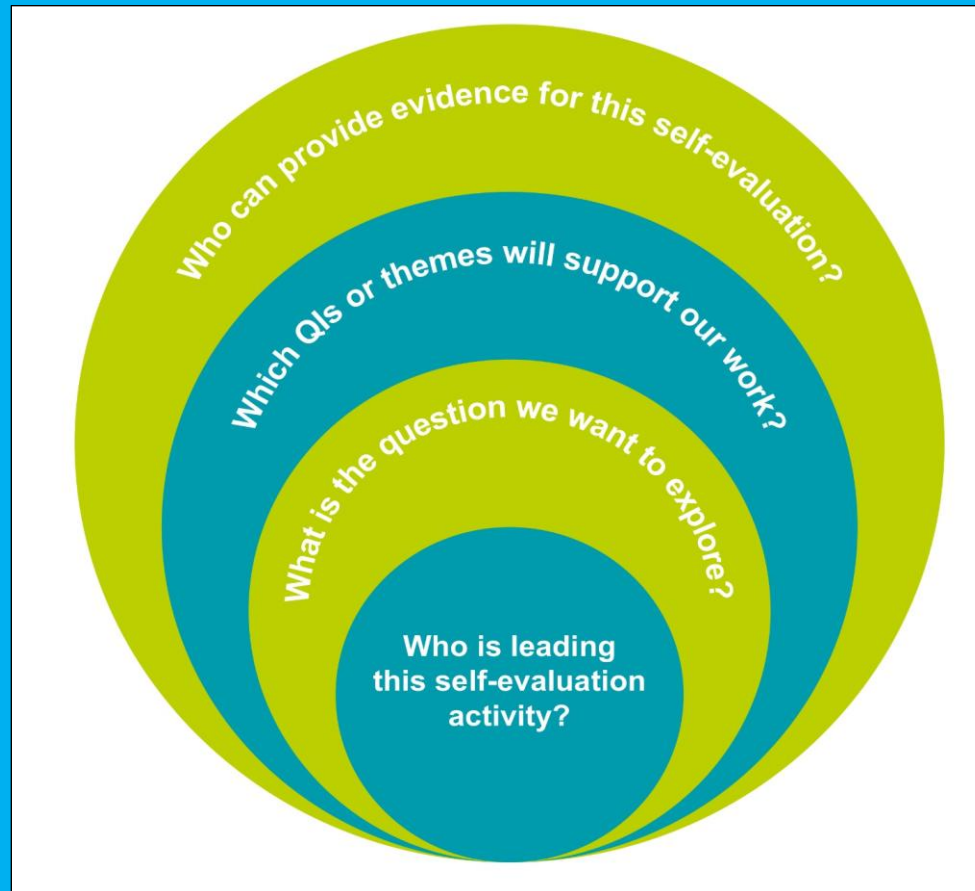 Who can provide evidence for this self-evaluation?
Which QIs or themes will support our work?
What is the question we want to explore?
Who is leading
this self-evaluation
activity?